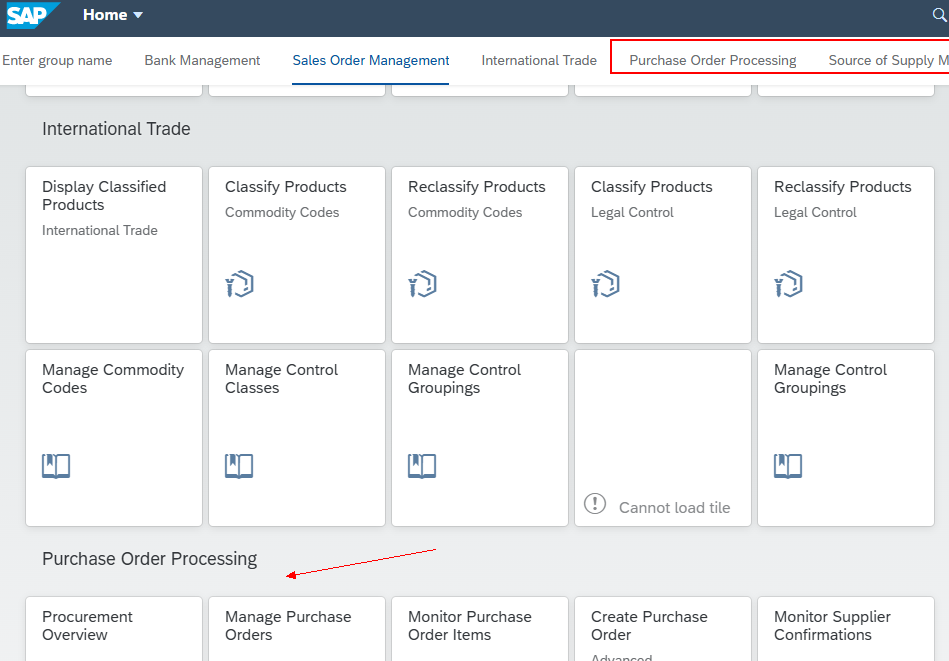 SAP Home
Enter group name Bank Management Sales Order Management International Trade Purchase Order Processing Source of Supply M
International Trade
Display Classified
Products
International Trade
Classify Products
Commodity Codes
Reclassify Products
Commodity Codes
Classify Products
Legal Control
Reclassify Products
Legal Control
Manage Commodity
Codes
Manage Control
Classes
Manage Control
Groupings
Cannot load tile
Manage Control
Groupings
Purchase Order Processing
Procurement
Overview
Manage Purchase
Orders
Monitor Purchase
Order Items
Create Purchase
Order
Advanced
Monitor Supplier
Confirmations